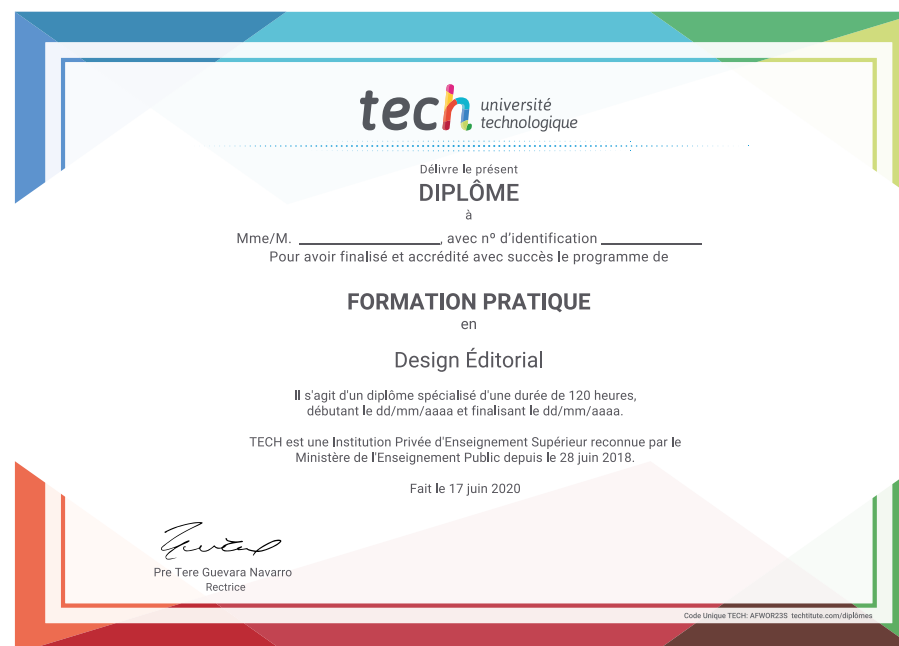 tech université
technologique
Délivre le présent
DIPLÔME
à
Mme/M. ____________, avec nº d'identification ____________
Pour avoir finalisé et accrédité avec succès le programme de
FORMATION PRATIQUE
en
Design Éditorial
Il s'agit d'un diplôme spécialisé d'une durée de 120 heures,
débutant le dd/mm/aaaa et finalisant le dd/mm/aaaa.
TECH est une Institution Privée d'Enseignement Supérieur reconnue par le
Ministère de l'Enseignement Public depuis le 28 juin 2018.
Fait le 17 juin 2020
Pre Tere Guevara Navarro
Rectrice
Code Unique TECH: AFWOR23S techtitute.com/diplômes